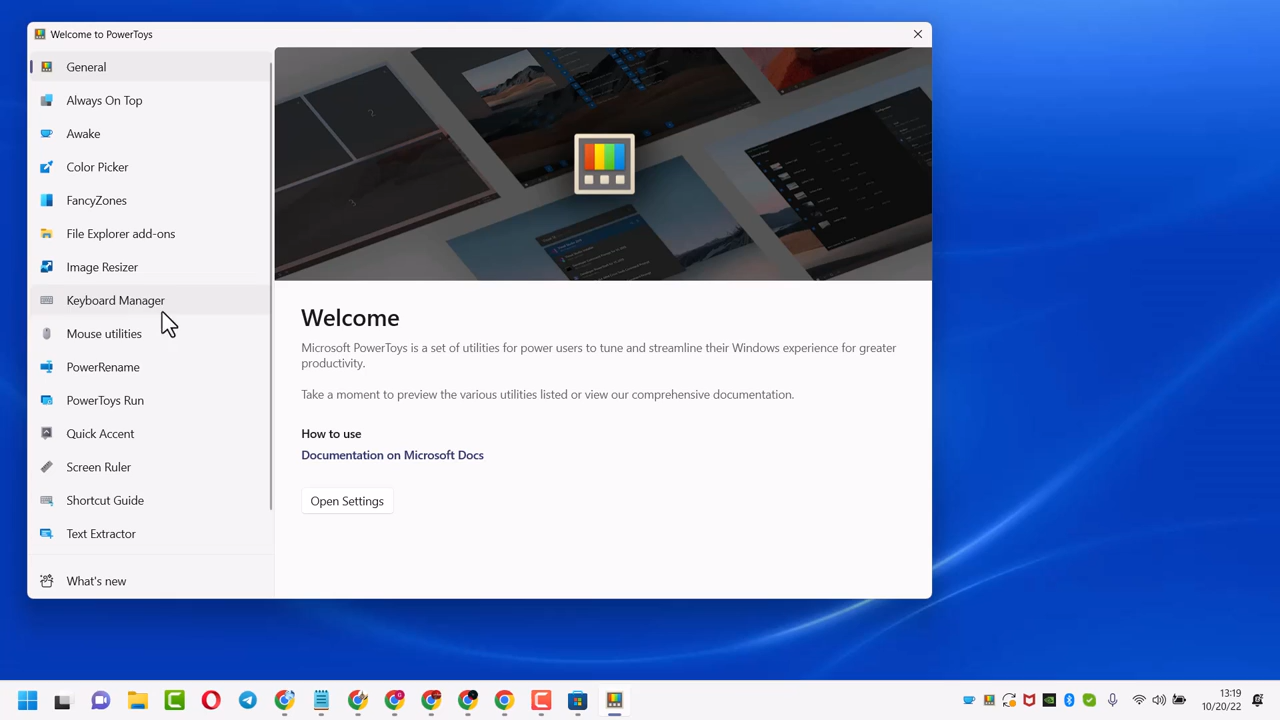 Welcome to PowerToys
General
Always On Top
Awake
Color Picker
FancyZones
File Explorer add-ons
Image Resizer
Keyboard Manager
Mouse utilities
PowerRename
PowerToys Run
Quick Accent
Screen Ruler
Shortcut Guide
Text Extractor
What's new
Welcome
Microsoft PowerToys is a set of utilities for power users to tune and streamline their Windows experience for greater
productivity.
Take a moment to preview the various utilities listed or view our comprehensive documentation.
How to use
Documentation on Microsoft Docs
Open Settings
13:19
10/20/22